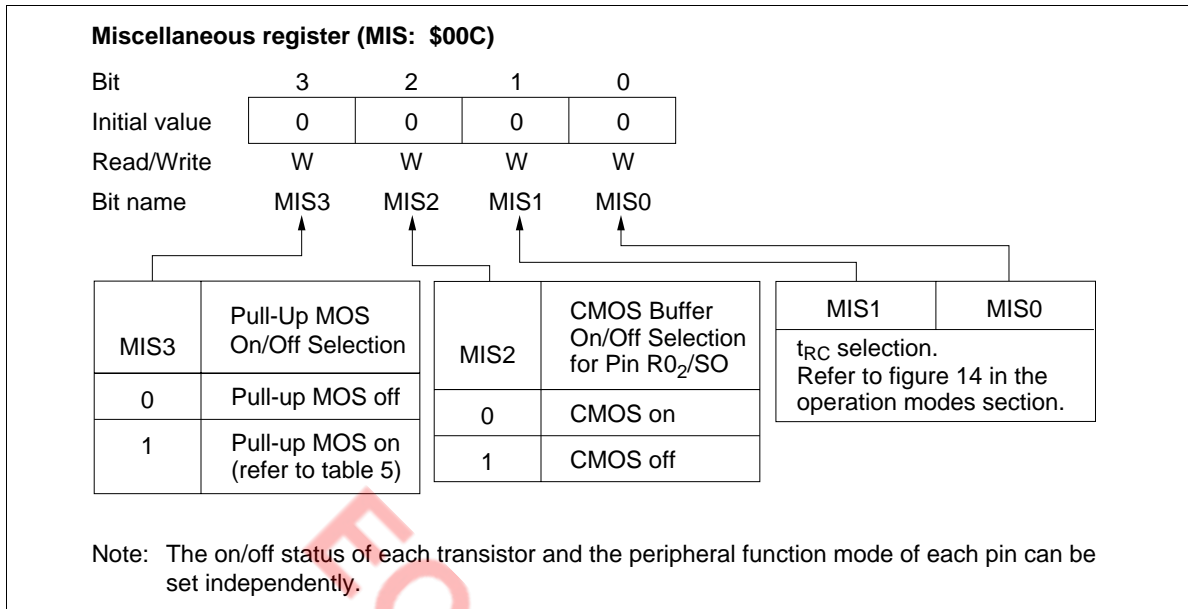 Miscellaneous register (MIS: $00C)
Bit 3 2 1 0
Initial value 0 0 0 0
Read/Write W W W W
Bit name MIS3 MIS2 MIS1 MIS0
MIS3
Pull-Up MOS
On/Off Selection
0 Pull-up MOS off
1 Pull-up MOS on
(refer to table 5)
MIS2
CMOS Buffer
On/Off Selection
for Pin R0₂/SO
0 CMOS on
1 CMOS off
MIS1 MIS0
tRC selection.
Refer to figure 14 in the
operation modes section.
Note: The on/off status of each transistor and the peripheral function mode of each pin can be
set independently.